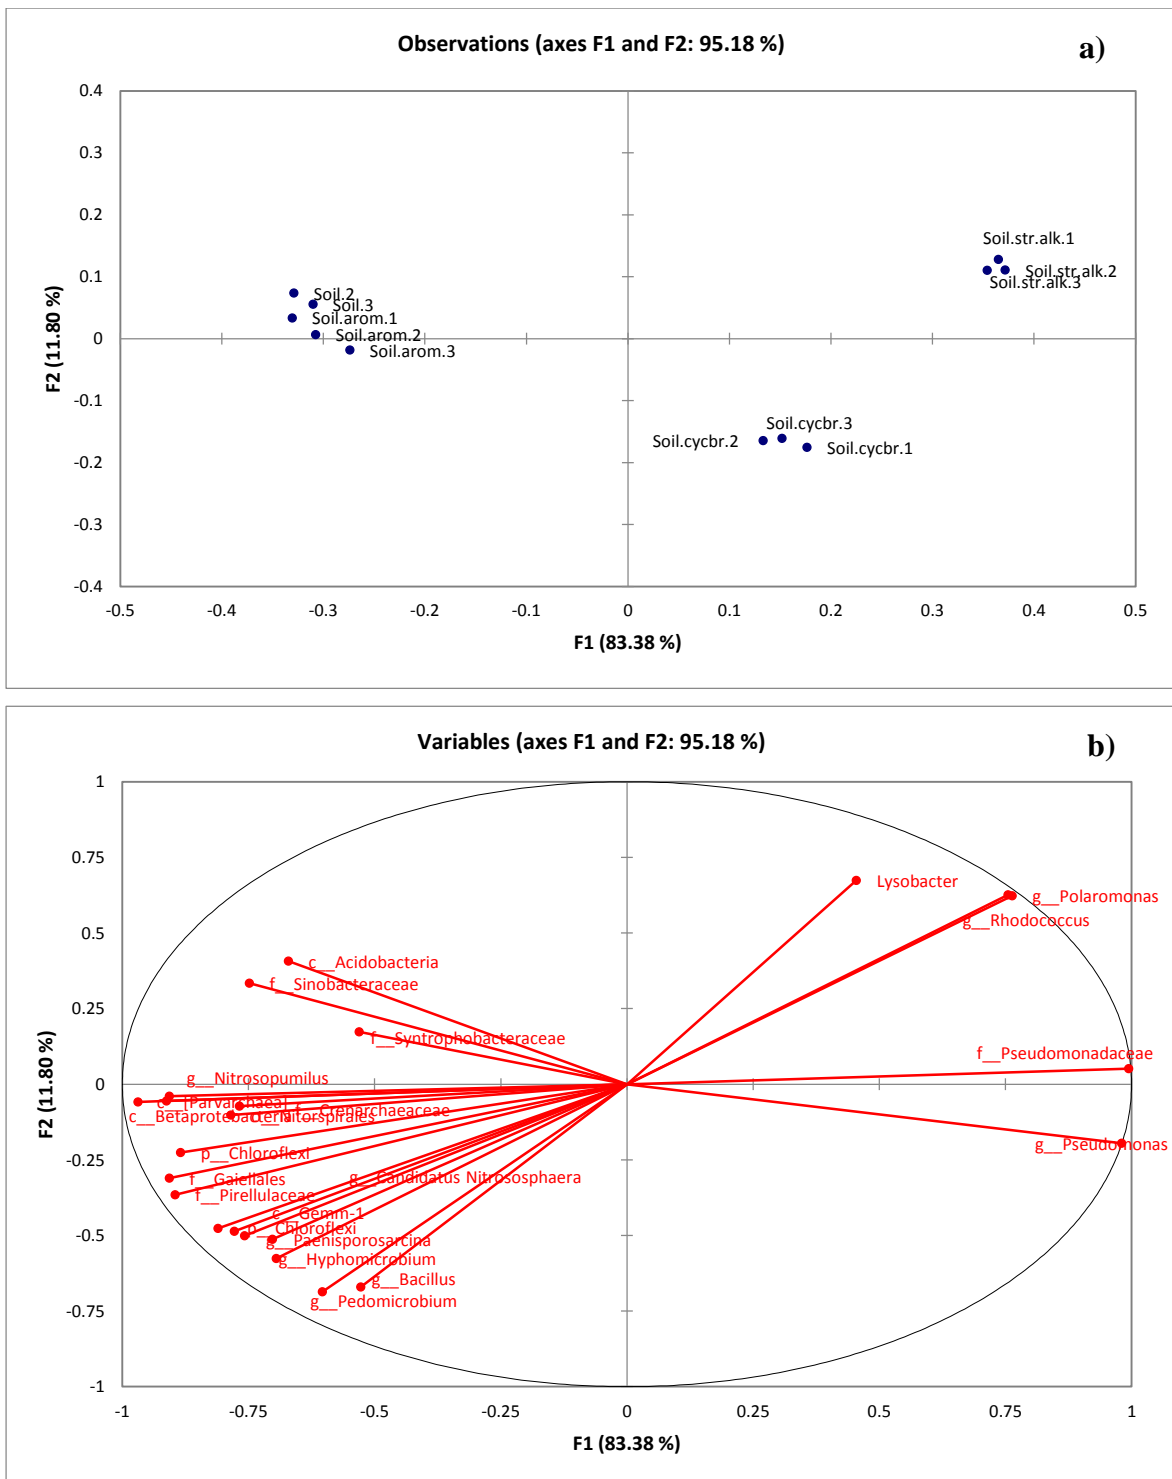 Observations (axes F1 and F2: 95.18 %)
a)
0.4
0.3
0.2
0.1
0
-0.1
-0.2
-0.3
-0.4
F2 (11.80 %)
Soil.str.alk.1
Soil.str.alk.2
Soil.str.alk.3
Soil.2
Soil.3
Soil.arom.1
Soil.arom.2
Soil.arom.3
Soil.cycbr.3
Soil.cycbr.2
Soil.cycbr.1
-0.5 -0.4 -0.3 -0.2 -0.1 0 0.1 0.2 0.3 0.4 0.5
F1 (83.38 %)
Variables (axes F1 and F2: 95.18 %)
b)
1
0.75
0.5
0.25
0
-0.25
-0.5
-0.75
-1
F2 (11.80 %)
Lysobacter
g__Polaromonas
g__Rhodococcus
c__Acidobacteria
f__Sinobacteraceae
f__Syntrophobacteraceae
f__Pseudomonadaceae
g__Nitrosopumilus
c__[Parvarchaea]
f__Crenarchaeaceae
c__Betaproteobacteria
g__Pseudomonas
p__Chloroflexi
f__Gaiellales
g__Candidatus Nitrososphaera
f__Pirellulaceae
c__Gemm-1
p__Chloroflexi
g__Paenisporosarcina
g__Hyphomicrobium
g__Bacillus
g__Pedomicrobium
-1 -0.75 -0.5 -0.25 0 0.25 0.5 0.75 1
F1 (83.38 %)